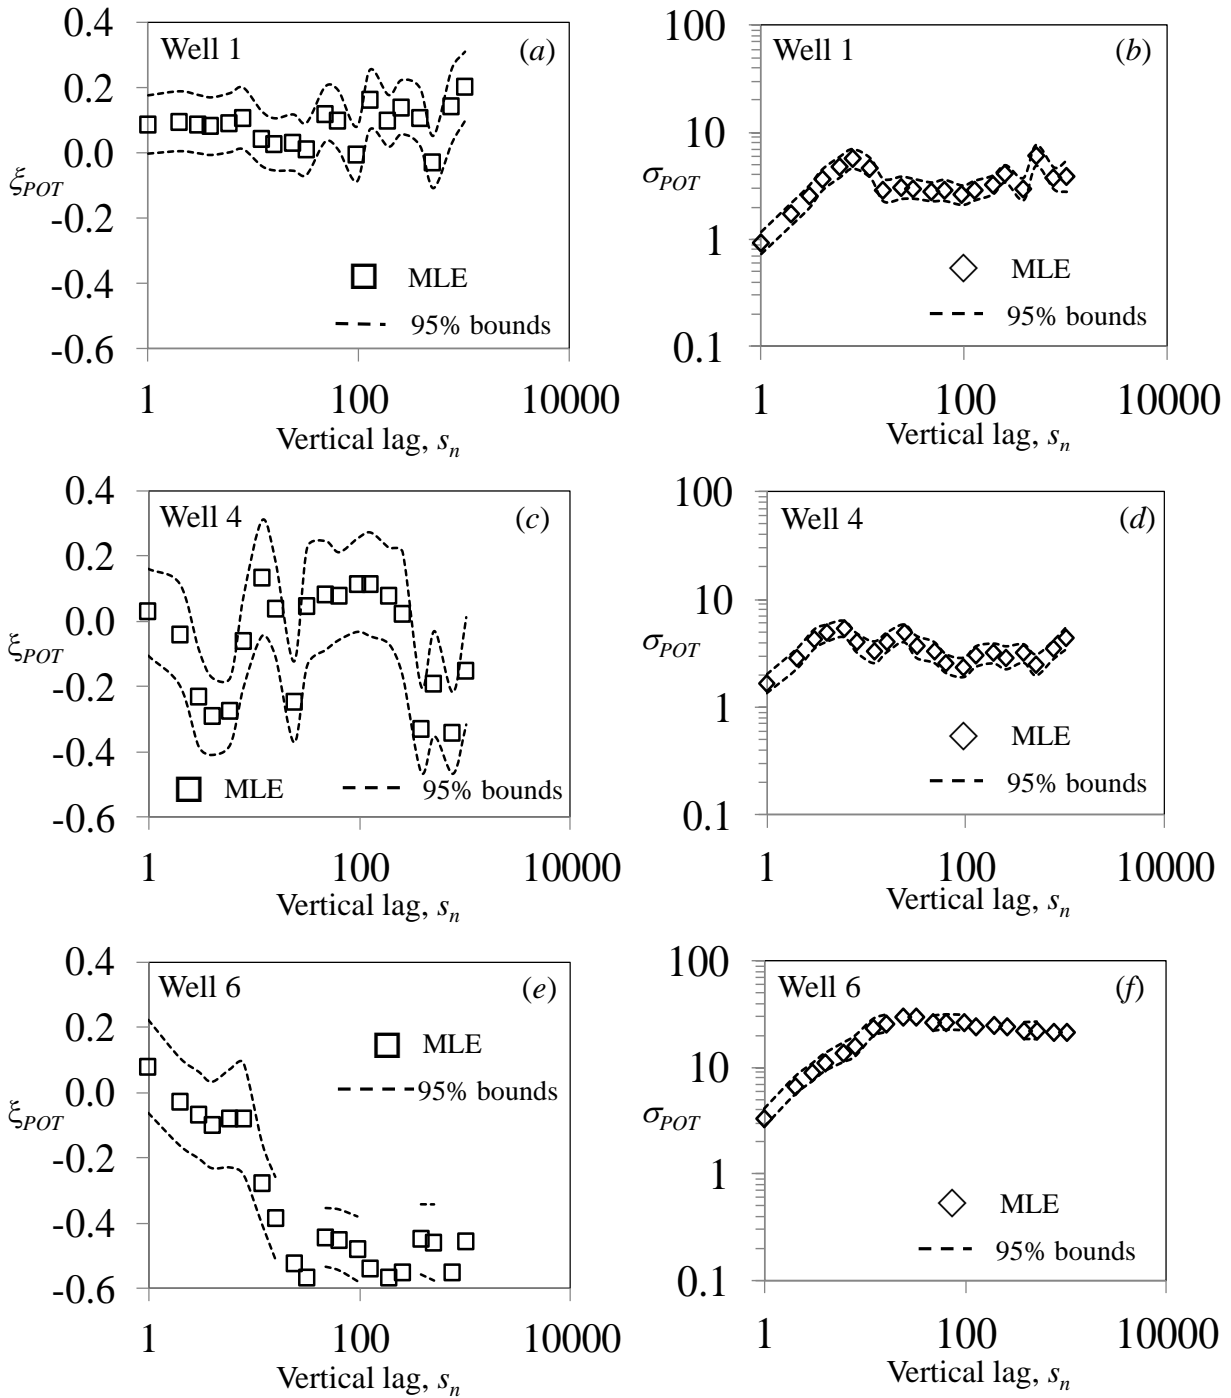 Well 1 (a)
0.4
0.2
0.0
-0.2
-0.4
-0.6
ξPOT
MLE
95% bounds
1 100 10000
Vertical lag, sn
Well 1 (b)
100
10
1
0.1
σPOT
MLE
95% bounds
1 100 10000
Vertical lag, sn
Well 4 (c)
0.4
0.2
0.0
-0.2
-0.4
-0.6
ξPOT
MLE 95% bounds
1 100 10000
Vertical lag, sn
Well 4 (d)
100
10
1
0.1
σPOT
MLE
95% bounds
1 100 10000
Vertical lag, sn
Well 6 (e)
0.4
0.2
0.0
-0.2
-0.4
-0.6
ξPOT
MLE
95% bounds
1 100 10000
Vertical lag, sn
Well 6 (f)
100
10
1
0.1
σPOT
MLE
95% bounds
1 100 10000
Vertical lag, sn